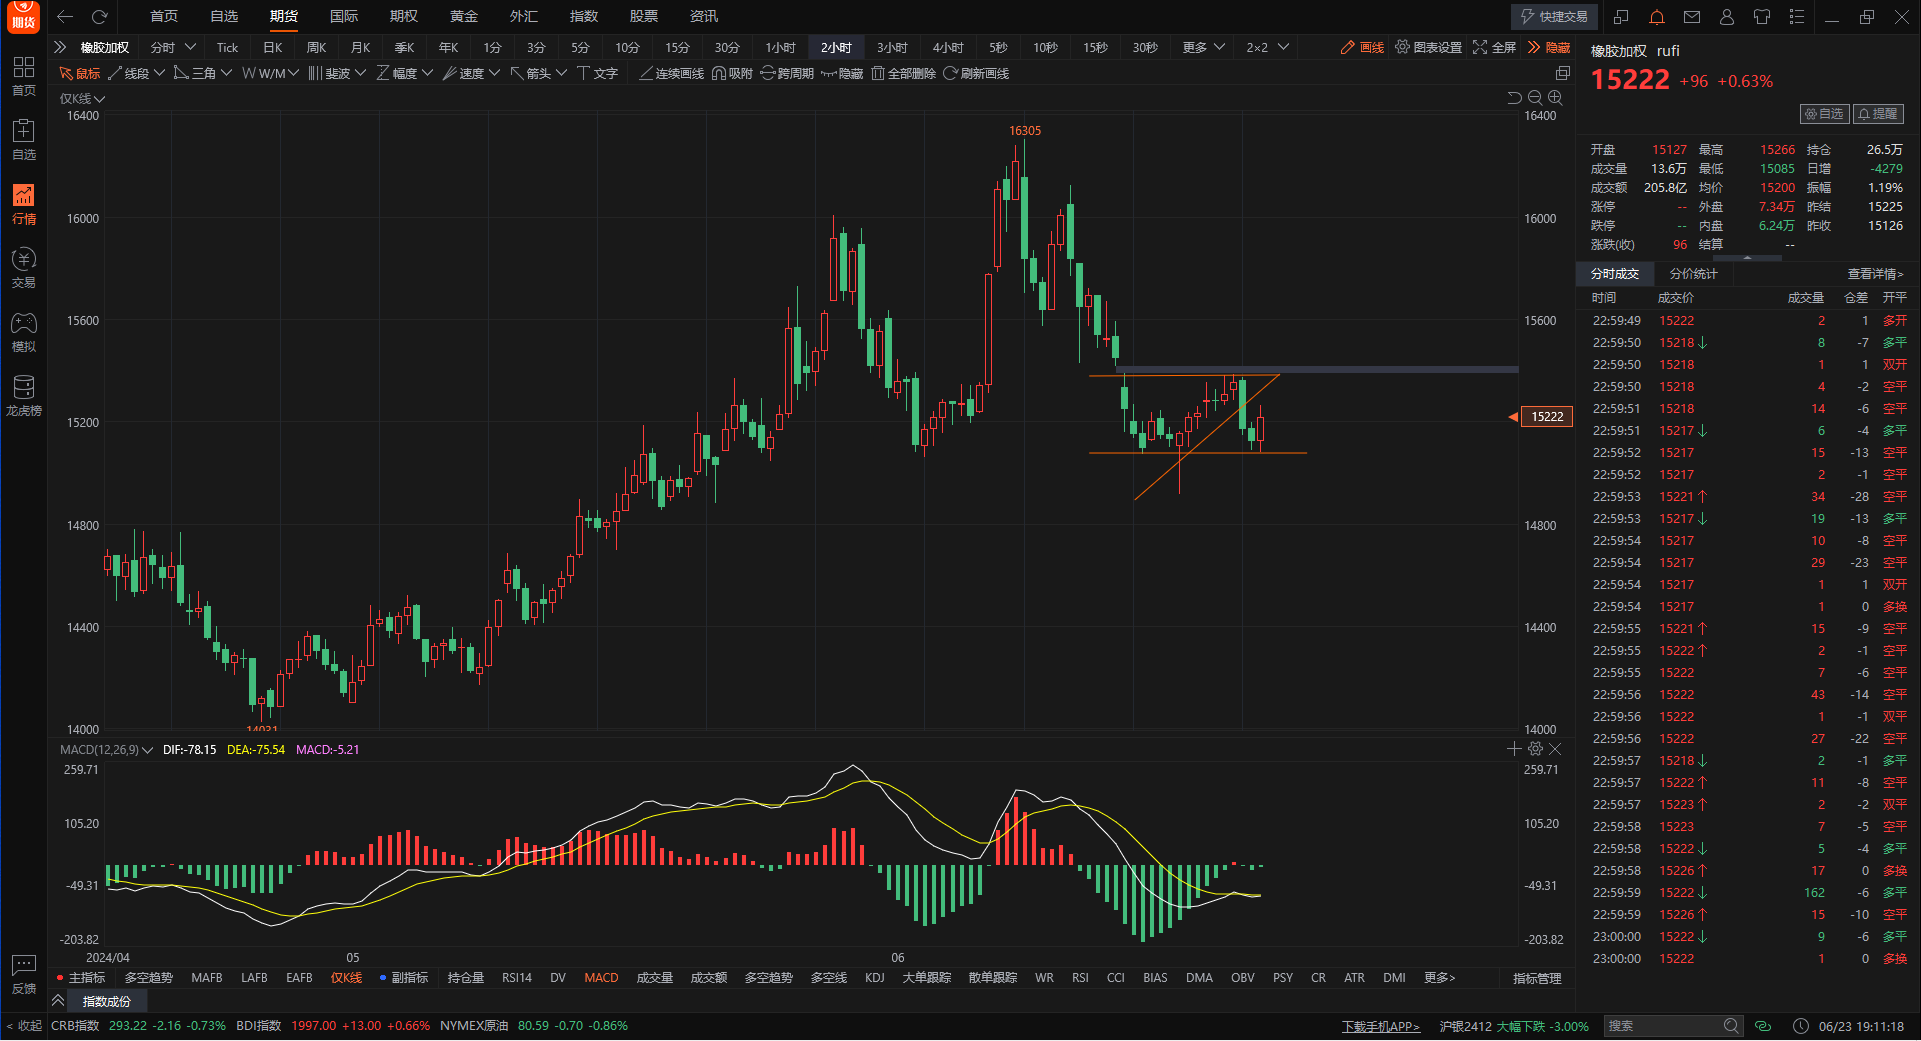 期货
首页 自选 期货 国际 期权 黄金 外汇 指数 股票 资讯
快捷交易
橡胶加权 分时 Tick 日K 周K 月K 季K 年K 1分 3分 5分 10分 15分 30分 1小时 2小时 3小时 4小时 5秒 10秒 15秒 30秒 更多 2×2 画线 图表设置 全屏 隐藏
鼠标 线段 三角 W/M 斐波 幅度 速度 箭头 文字 连续画线 吸附 跨周期 隐藏 全部删除 刷新画线
首页
自选
行情
交易
模拟
龙虎榜
反馈
仅K线
16400 16400
16000 16000
15600 15600
15200
14800 14800
14400 14400
14000 14000
16305
15222
14031
MACD(12,26,9) DIF:-78.15 DEA:-75.54 MACD:-5.21
259.71 259.71
105.20 105.20
-49.31 -49.31
-203.82 -203.82
2024/04 05 06
主指标 多空趋势 MAFB LAFB EAFB 仅K线 副指标 持仓量 RSI14 DV MACD 成交量 成交额 多空趋势 多空线 KDJ 大单跟踪 散单跟踪 WR RSI CCI BIAS DMA OBV PSY CR ATR DMI 更多> 指标管理
指数成份
橡胶加权 rufi
15222 +96 +0.63%
自选 提醒
开盘 15127 最高 15266 持仓 26.5万
成交量 13.6万 最低 15085 日增 -4279
成交额 205.8亿 均价 15200 振幅 1.19%
涨停 -- 外盘 7.34万 昨结 15225
跌停 -- 内盘 6.24万 昨收 15126
涨跌(收) 96 结算 --
分时成交 分价统计 查看详情>
时间 成交价 成交量 仓差 开平
22:59:49 15222 2 1 多开
22:59:50 15218↓ 8 -7 多平
22:59:50 15218 1 1 双开
22:59:50 15218 4 -2 空平
22:59:51 15218 14 -6 空平
22:59:51 15217↓ 6 -4 多平
22:59:52 15217 15 -13 空平
22:59:52 15217 2 -1 空平
22:59:53 15221↑ 34 -28 空平
22:59:53 15217↓ 19 -13 多平
22:59:54 15217 10 -8 空平
22:59:54 15217 29 -23 空平
22:59:54 15217 1 1 双开
22:59:54 15217 1 0 多换
22:59:55 15221↑ 15 -9 空平
22:59:55 15222↑ 2 -1 空平
22:59:55 15222 7 -6 空平
22:59:56 15222 43 -14 空平
22:59:56 15222 1 -1 双平
22:59:56 15222 27 -22 空平
22:59:57 15218↓ 2 -1 多平
22:59:57 15222↑ 11 -8 空平
22:59:57 15223↑ 2 -2 双平
22:59:58 15223 7 -5 空平
22:59:58 15222↓ 5 -4 多平
22:59:58 15226↑ 17 0 多换
22:59:59 15222↓ 162 -6 多平
22:59:59 15226↑ 15 -10 空平
23:00:00 15222↓ 9 -6 多平
23:00:00 15222 1 0 多换
< 收起 CRB指数 293.22 -2.16 -0.73% BDI指数 1997.00 +13.00 +0.66% NYMEX原油 80.59 -0.70 -0.86% 下载手机APP> 沪银2412 大幅下跌 -3.00% 搜索 06/23 19:11:18